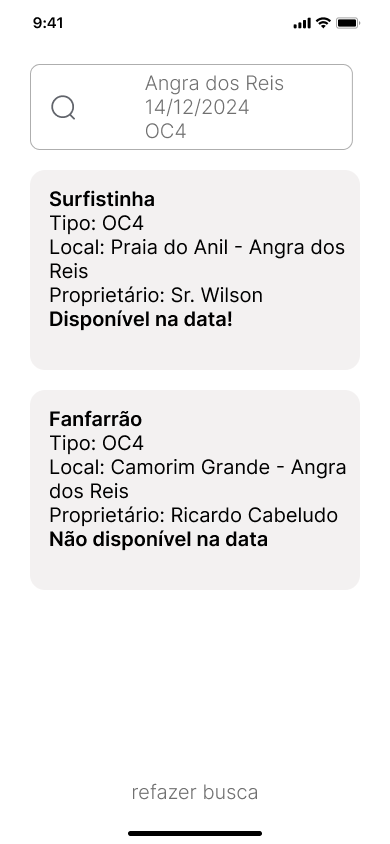 9:41
Angra dos Reis
14/12/2024
OC4
Surfistinha
Tipo: OC4
Local: Praia do Anil - Angra dos
Reis
Proprietário: Sr. Wilson
Disponível na data!
Fanfarrão
Tipo: OC4
Local: Camorim Grande - Angra
dos Reis
Proprietário: Ricardo Cabeludo
Não disponível na data
refazer busca